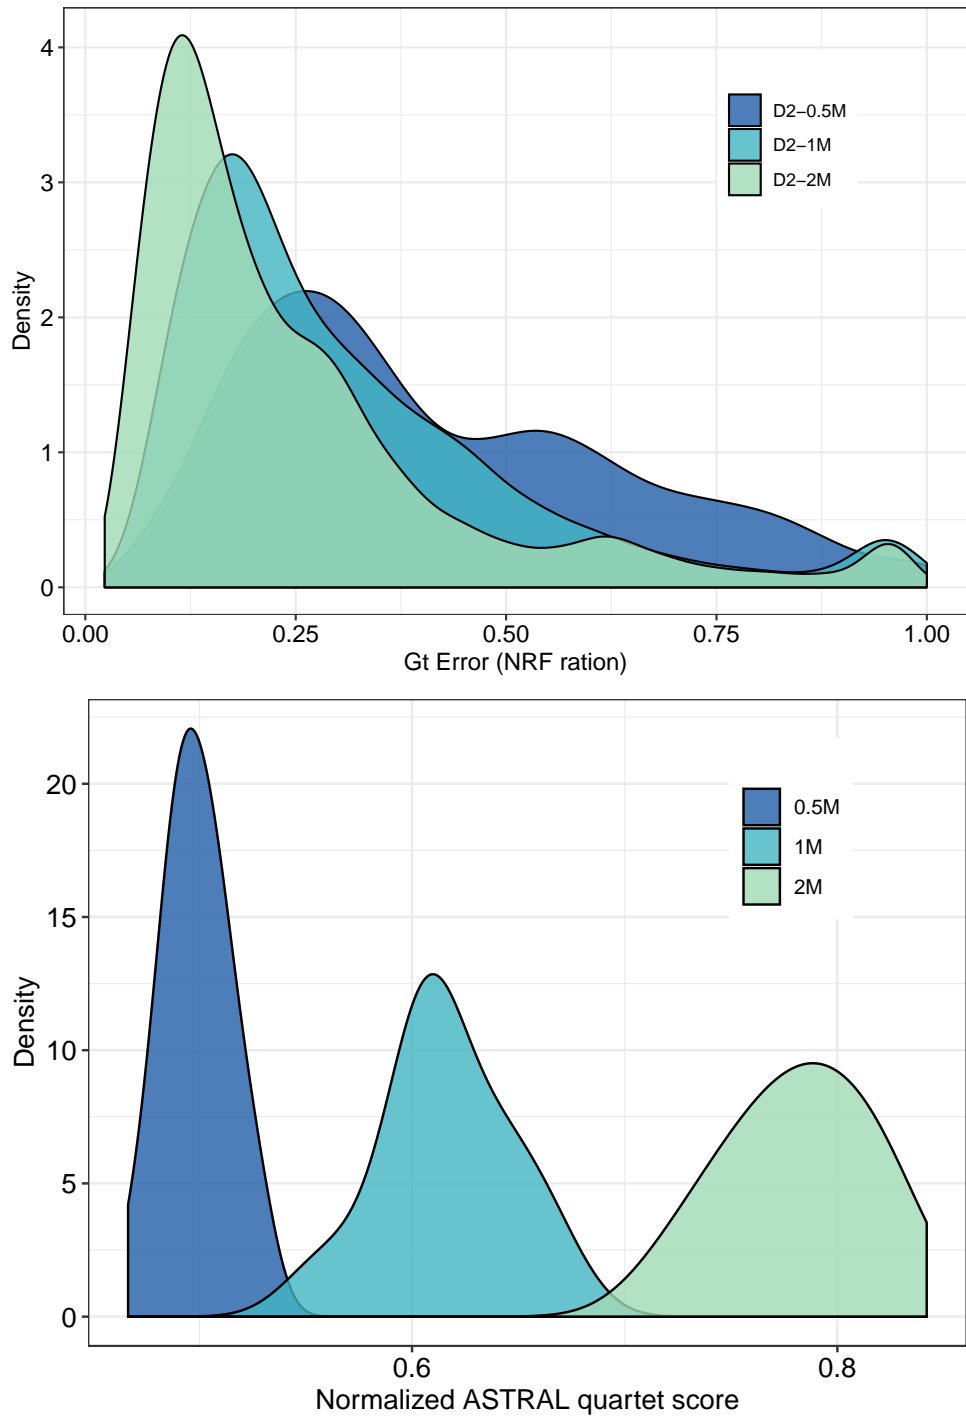 4
3
2
1
0
Density
D2−0.5M
D2−1M
D2−2M
0.00 0.25 0.50 0.75 1.00
Gt Error (NRF ration)
20
15
10
5
0
Density
0.5M
1M
2M
0.6 0.8
Normalized ASTRAL quartet score